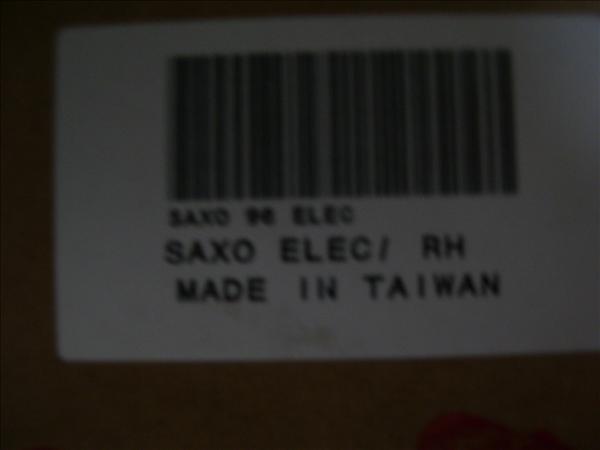 SAXO 96 ELEC
SAXO ELEC/ RH
MADE IN TAIWAN